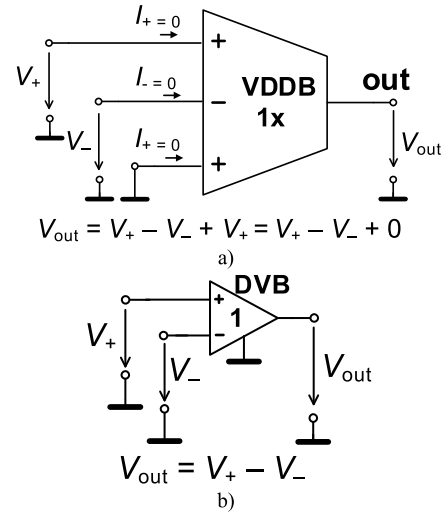 I+ = 0
+
V+
I- = 0
−
VDDB
1x
out
V−
I+ = 0
+
Vout
Vout = V+ − V− + V+ = V+ − V− + 0
a)
DVB
+
1
−
V+
V−
Vout
Vout = V+ − V−
b)